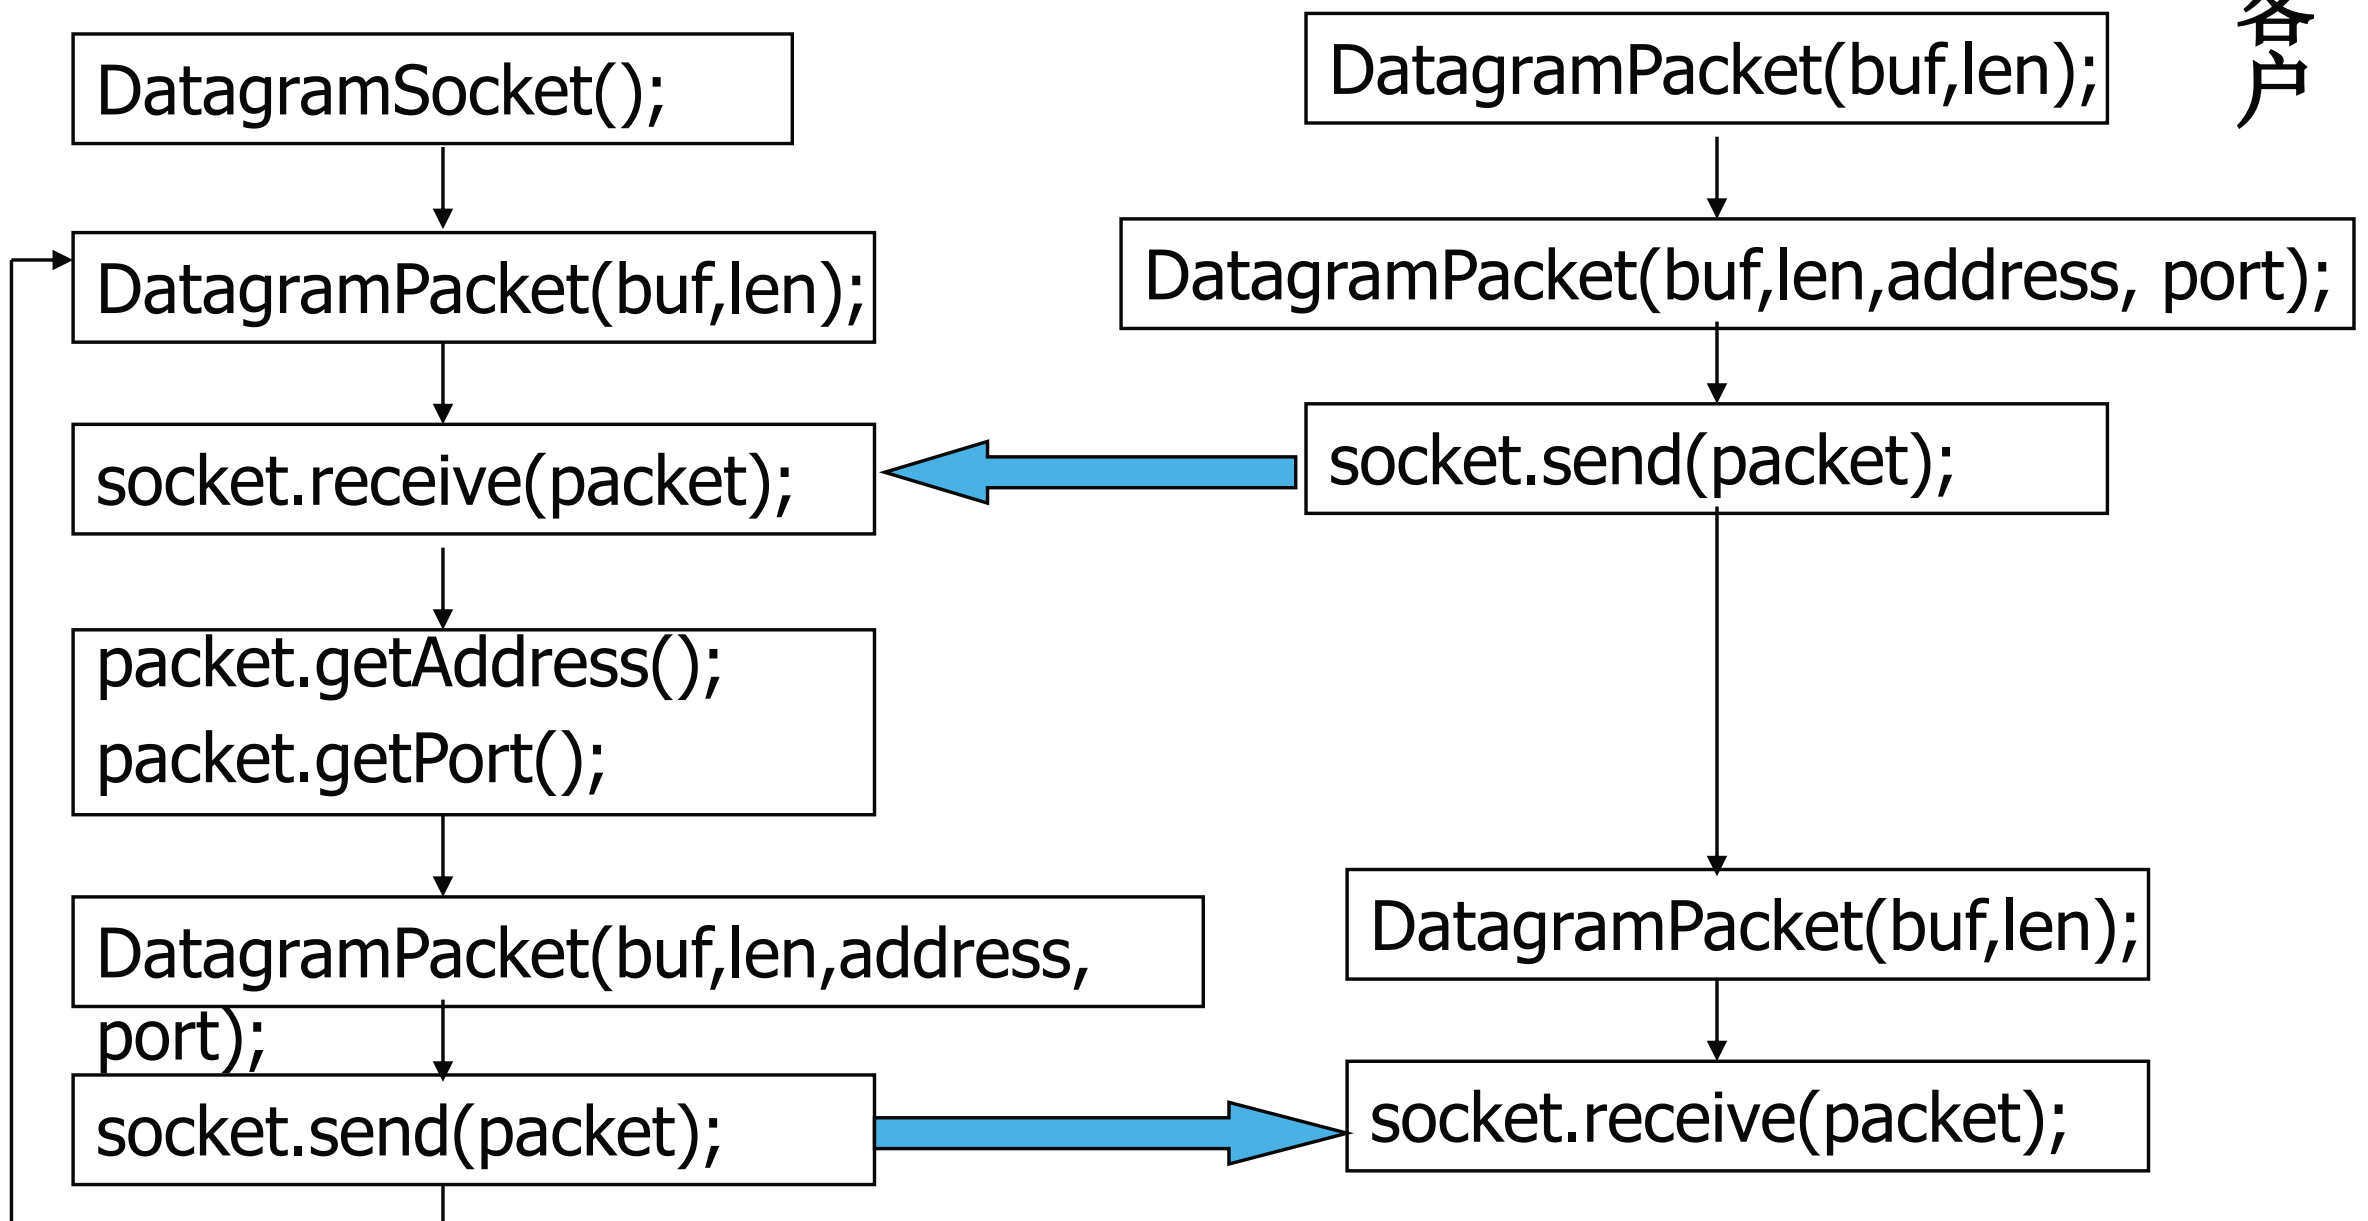 DatagramSocket();
DatagramPacket(buf,len);
socket.receive(packet);
packet.getAddress();
packet.getPort();
DatagramPacket(buf,len,address,
port);
socket.send(packet);
客
户
DatagramPacket(buf,len);
DatagramPacket(buf,len,address, port);
socket.send(packet);
DatagramPacket(buf,len);
socket.receive(packet);